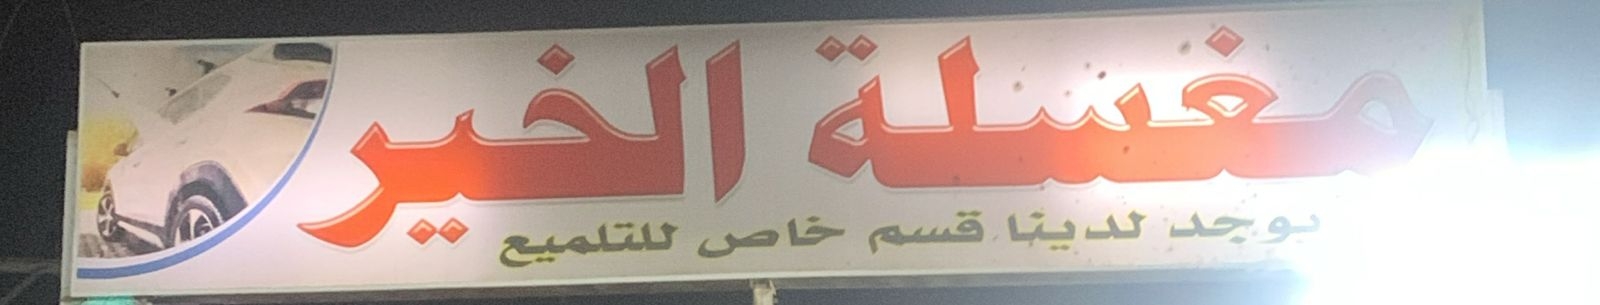 مغسلة الخير
يوجد لدينا قسم خاص للتلميع